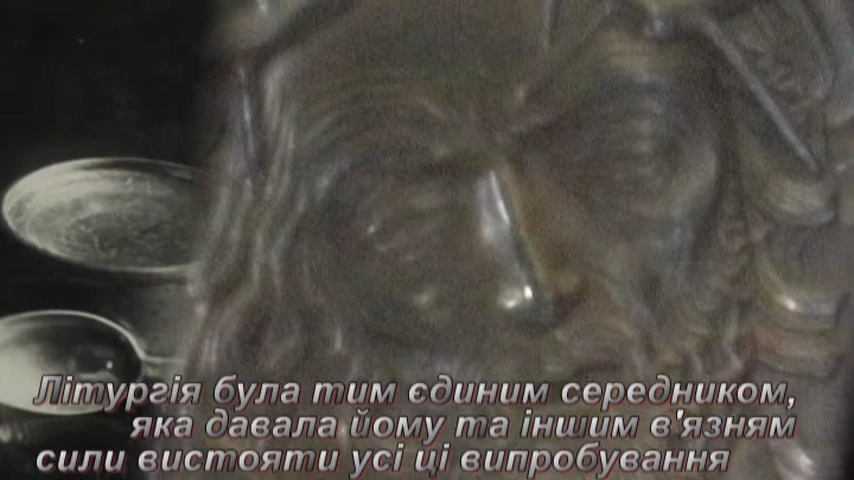 Літургія була тим єдиним середником,
яка давала йому та іншим в'язням
сили вистояти усі ці випробування